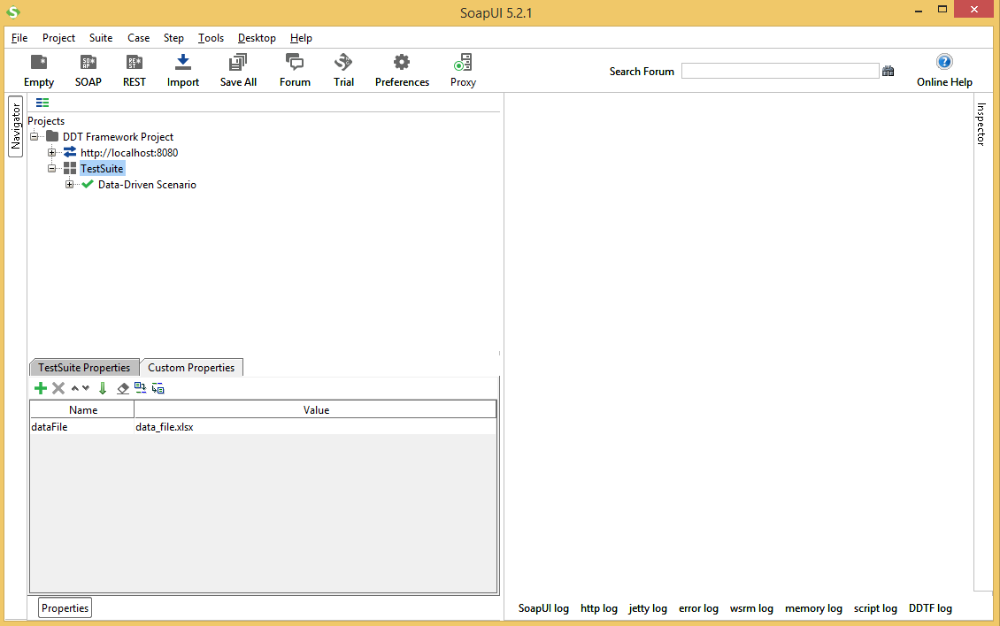 SoapUI 5.2.1
File Project Suite Case Step Tools Desktop Help
Empty SOAP REST Import Save All Forum Trial Preferences Proxy Search Forum Online Help
Navigator
Inspector
Projects
DDT Framework Project
http://localhost:8080
TestSuite
Data-Driven Scenario
TestSuite Properties Custom Properties
Name Value
dataFile data_file.xlsx
Properties
SoapUI log http log jetty log error log wsrm log memory log script log DDTF log